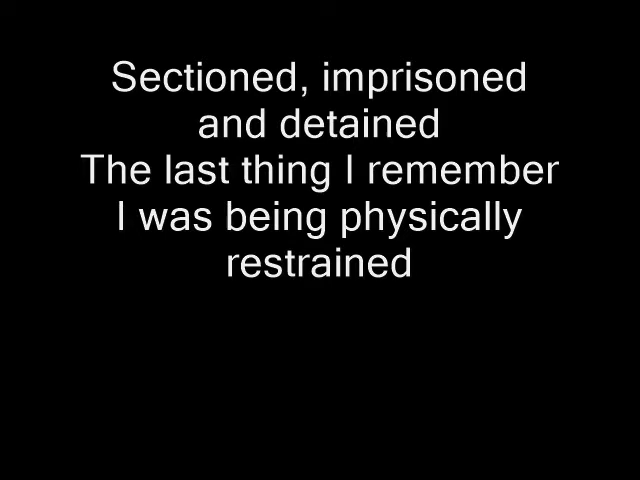 Sectioned, imprisoned
and detained
The last thing I remember
I was being physically
restrained